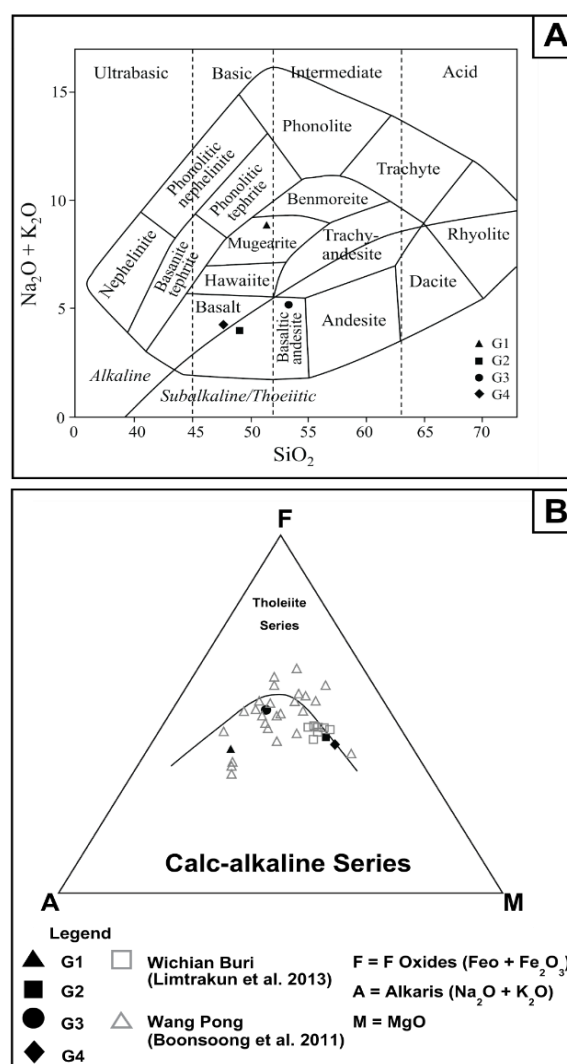 A
Ultrabasic Basic Intermediate Acid
15
10
5
0
Na₂O + K₂O
Phonolite
Phonolitic
nephelinite
Phonolitic
tephrite
Trachyte
Benmoreite
Nephelinite
Basanite
tephrite
Mugearite
Trachy-
andesite
Rhyolite
Hawaiite
Dacite
Basalt
Basaltic
andesite
Andesite
Alkaline
Subalkaline/Thoeiitic
G1
G2
G3
G4
0 40 45 50 55 60 65 70
SiO₂
B
F
Tholeiite
Series
Calc-alkaline Series
A
M
Legend
G1
G2
G3
G4
Wichian Buri
(Limtrakun et al. 2013)
Wang Pong
(Boonsoong et al. 2011)
F = F Oxides (Feo + Fe₂O₃)
A = Alkaris (Na₂O + K₂O)
M = MgO